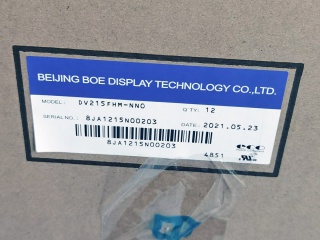 BEIJING BOE DISPLAY TECHNOLOGY CO.,LTD.
MODEL: DV215FHM-NN0 Q'TY: 12
SERIAL NO.: 8JA1215N00203 DATE: 2021.05.23
8JA1215N00203
4851 eco